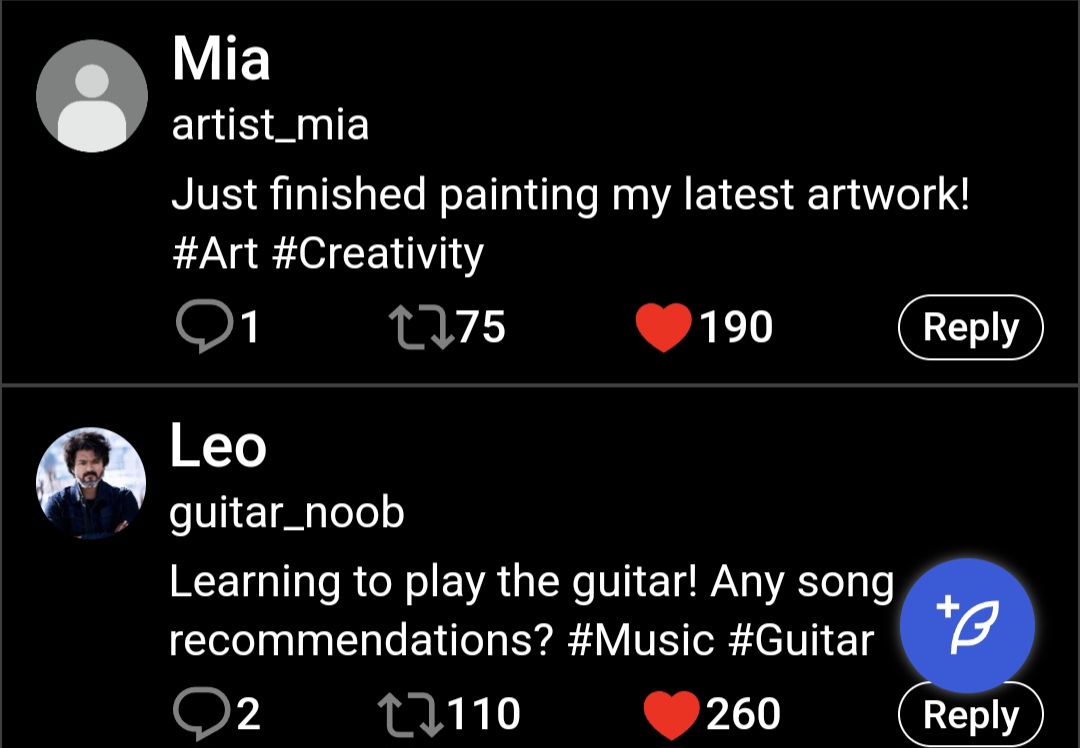 Mia
artist_mia
Just finished painting my latest artwork!
#Art #Creativity
1 75 190 Reply
Leo
guitar_noob
Learning to play the guitar! Any song
recommendations? #Music #Guitar
2 110 260 Reply